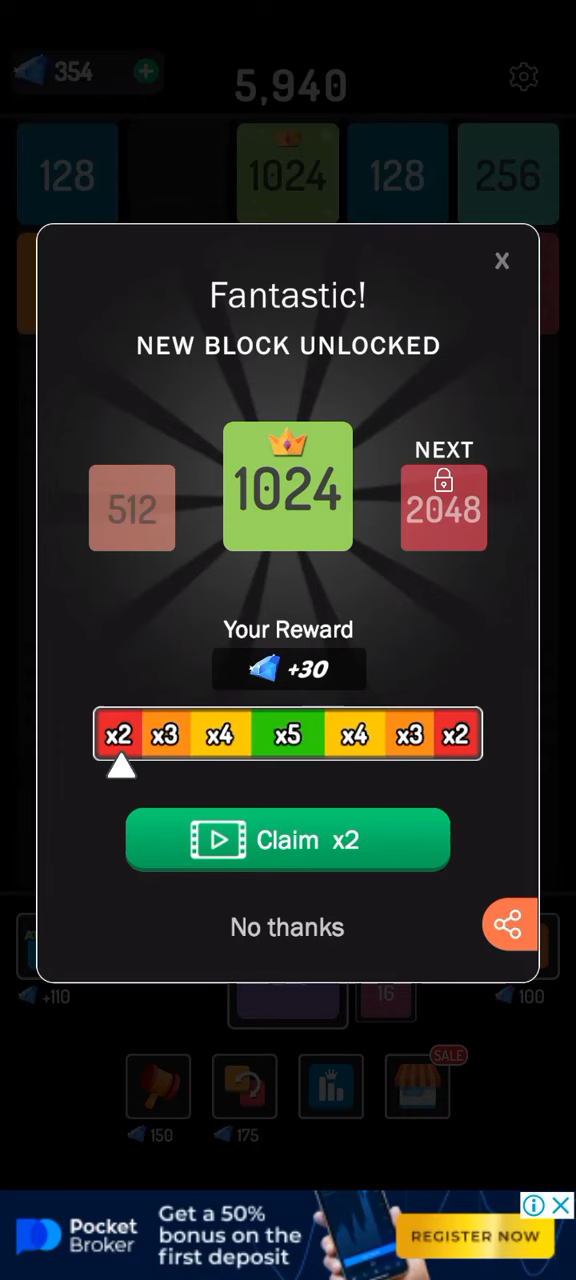 354
5,940
128
1024
128
256
X
Fantastic!
NEW BLOCK UNLOCKED
NEXT
512
1024
2048
Your Reward
+30
x2 x3 x4 x5 x4 x3 x2
Claim x2
No thanks
+110
16
100
SALE
150
175
Pocket
Broker
Get a 50%
bonus on the
first deposit
REGISTER NOW